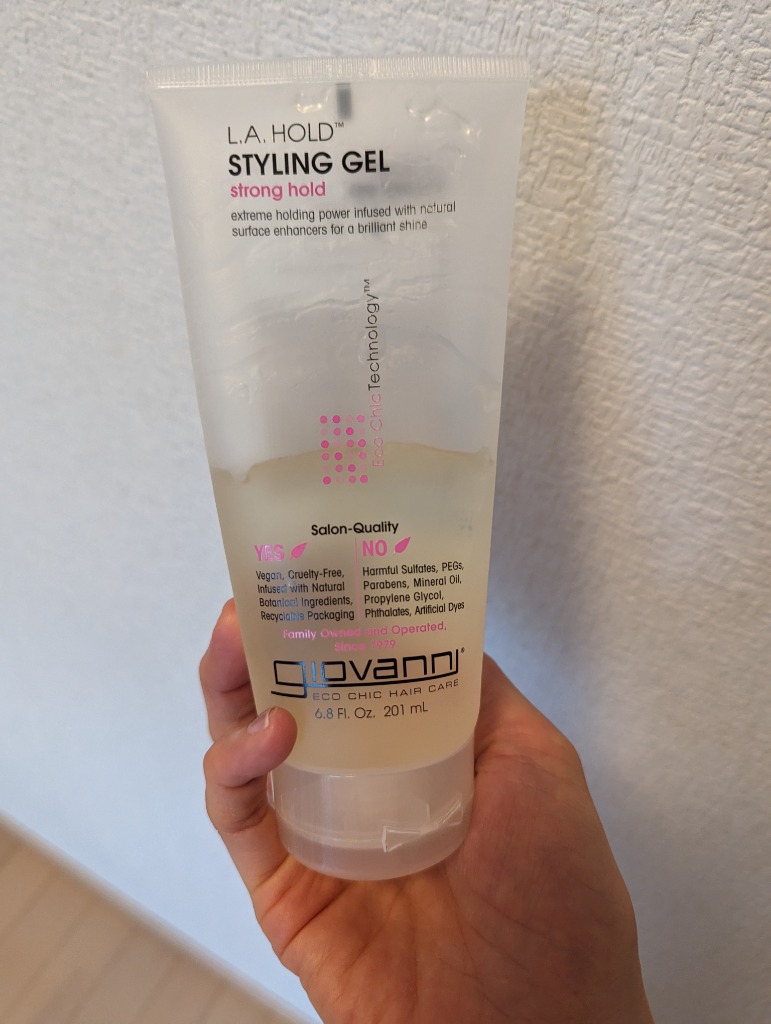 L.A. HOLD™
STYLING GEL
strong hold
extreme holding power infused with natural
surface enhancers for a brilliant shine
Eco Chic Technology™
Salon-Quality
YES
Vegan, Cruelty-Free,
Infused with Natural
Botanical Ingredients,
Recyclable Packaging
NO
Harmful Sulfates, PEGs,
Parabens, Mineral Oil,
Propylene Glycol,
Phthalates, Artificial Dyes
Family Owned and Operated,
Since 1979
giovanni®
ECO CHIC HAIR CARE
6.8 Fl. Oz. 201 mL